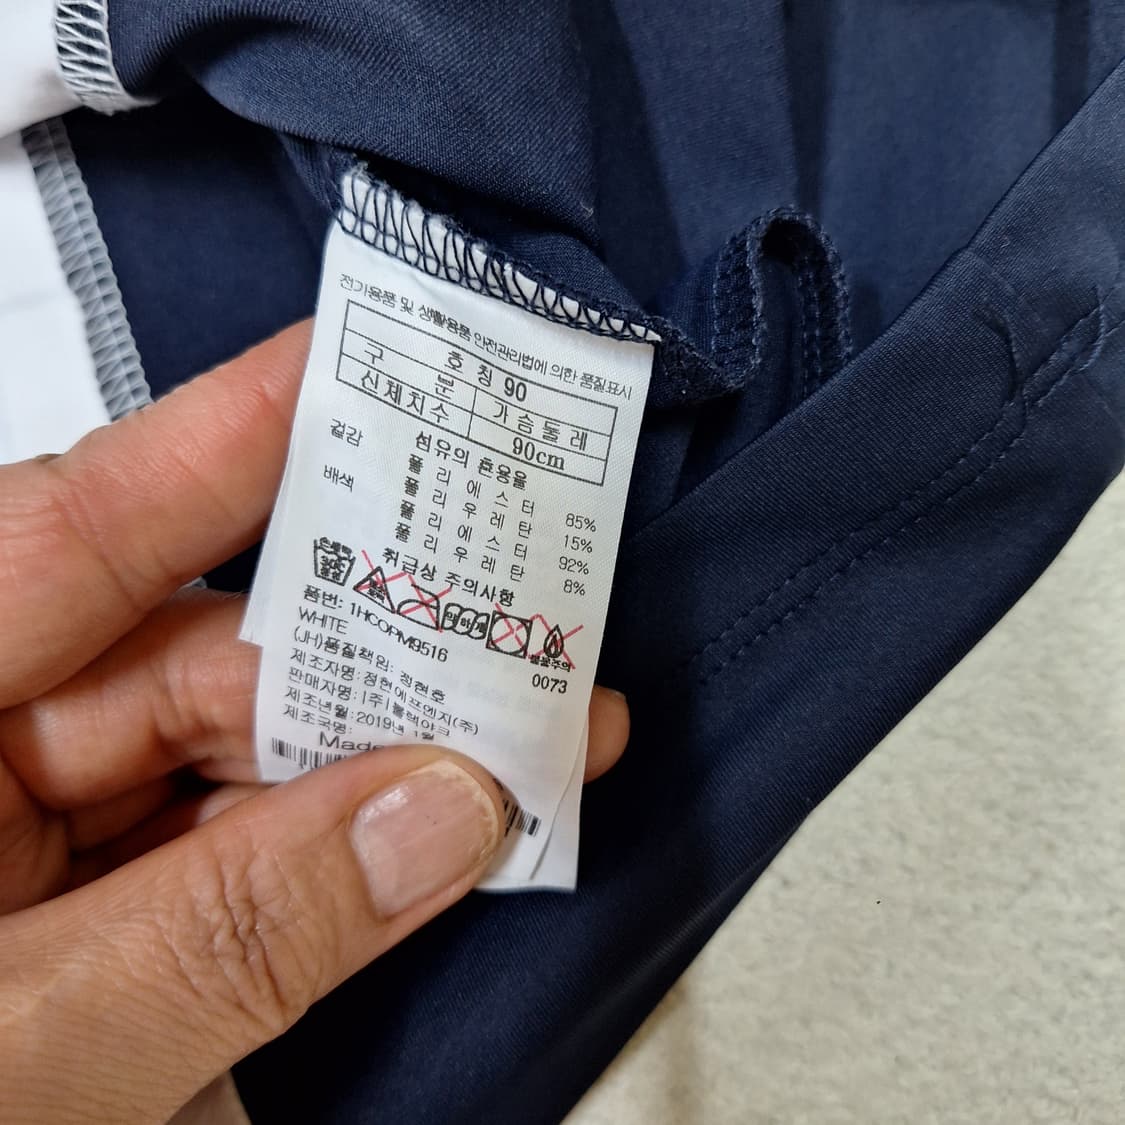 전기용품 및 생활용품 안전관리법에 의한 품질표시
호 칭 90
구 분 가슴둘레
신체치수 90cm
섬유의 혼용율
겉감 폴 리 에 스 터 85%
폴 리 우 레 탄 15%
배색 폴 리 에 스 터 92%
폴 리 우 레 탄 8%
취급상 주의사항
품번: 1HCOPM9516
WHITE 0073
(JH)품질책임: 정현호
제조자명: 정현에프엔지(주)
판매자명: (주)블랙야크
제조년월: 2019년 1월
제조국명:
Made